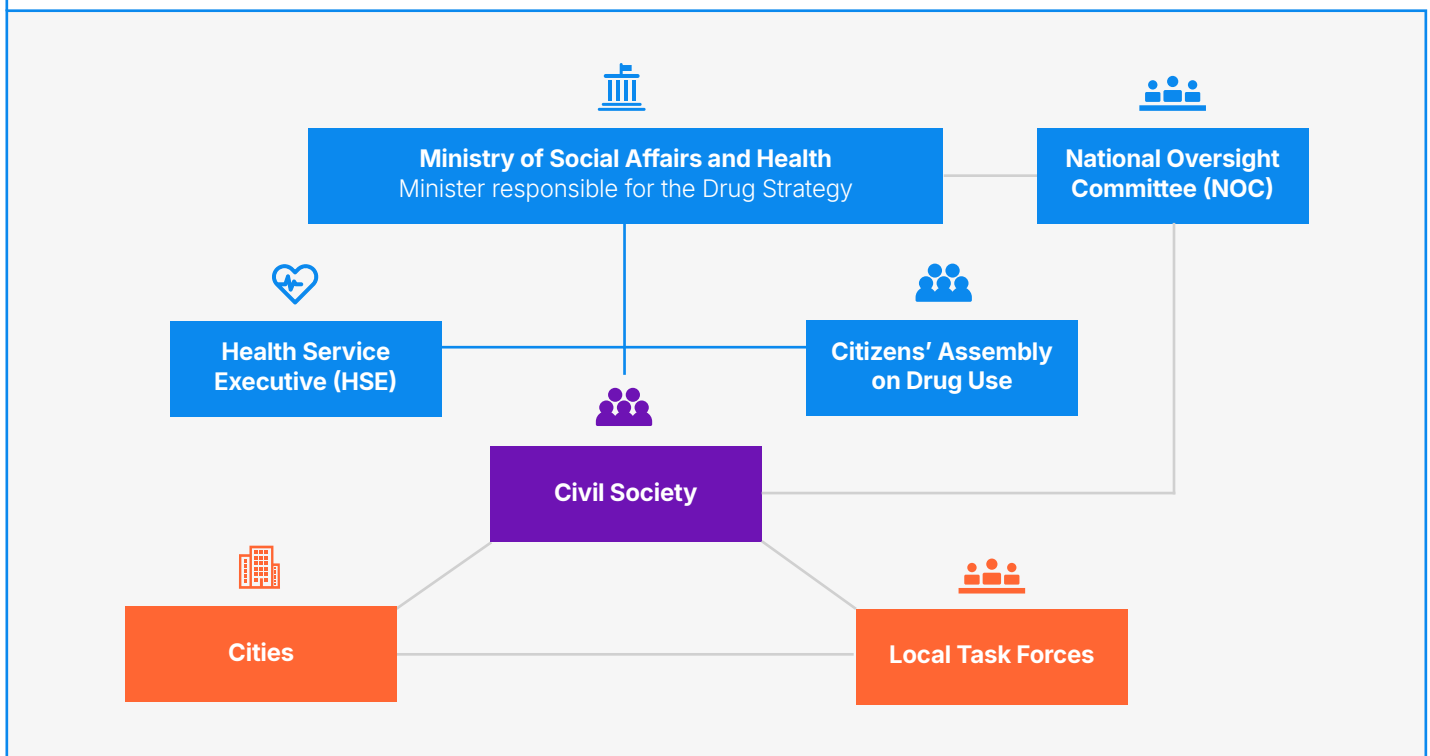 Ministry of Social Affairs and Health
Minister responsible for the Drug Strategy
National Oversight
Committee (NOC)
Health Service
Executive (HSE)
Citizens’ Assembly
on Drug Use
Civil Society
Cities
Local Task Forces